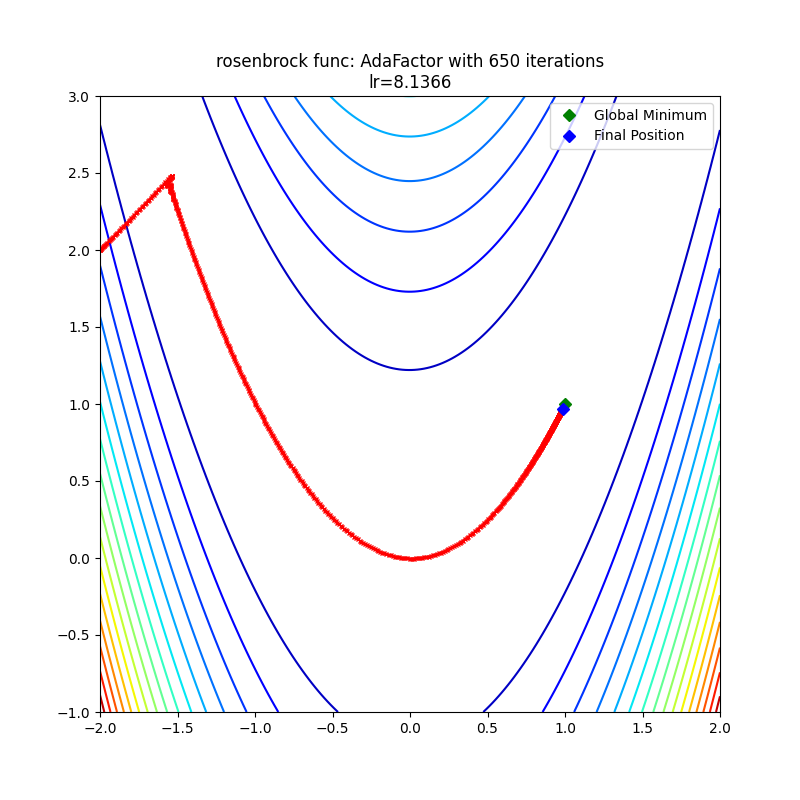 rosenbrock func: AdaFactor with 650 iterations
lr=8.1366
Global Minimum
Final Position
3.0
2.5
2.0
1.5
1.0
0.5
0.0
−0.5
−1.0
−2.0 −1.5 −1.0 −0.5 0.0 0.5 1.0 1.5 2.0